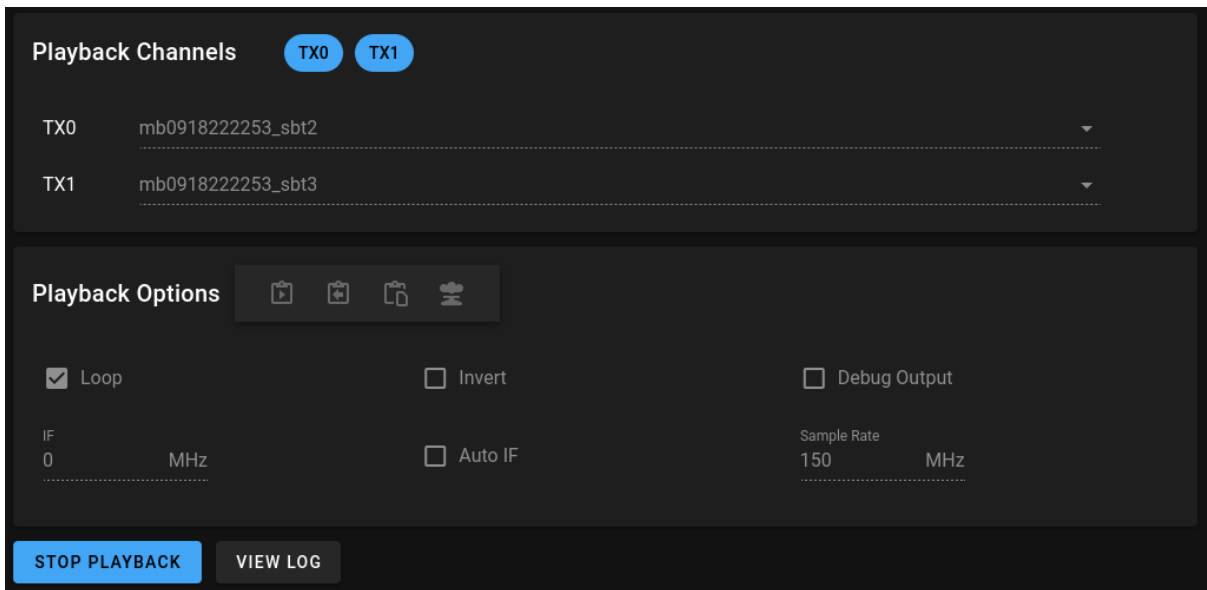 Playback Channels TX0 TX1
TX0 mb0918222253_sbt2
TX1 mb0918222253_sbt3
Playback Options
Loop Invert Debug Output
IF Sample Rate
0 MHz Auto IF 150 MHz
STOP PLAYBACK VIEW LOG